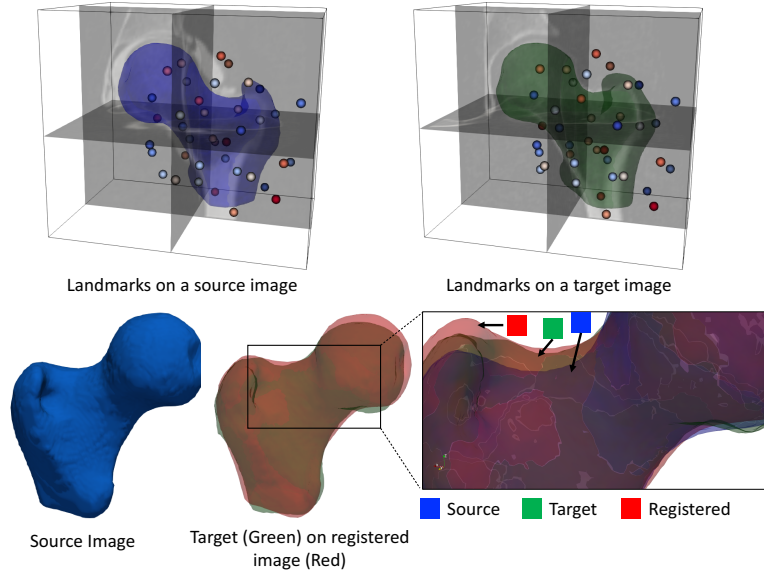 Landmarks on a source image
Landmarks on a target image
Source Image
Target (Green) on registered
image (Red)
Source
Target
Registered